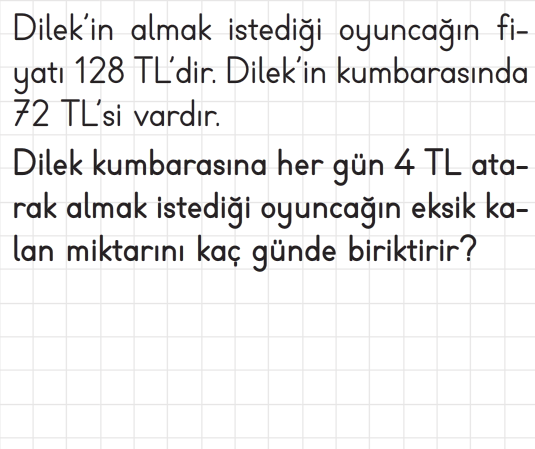 Dilek'in almak istediği oyuncağın fi-
yatı 128 TL'dir. Dilek'in kumbarasında
72 TL'si vardır.
Dilek kumbarasına her gün 4 TL ata-
rak almak istediği oyuncağın eksik ka-
lan miktarını kaç günde biriktirir?